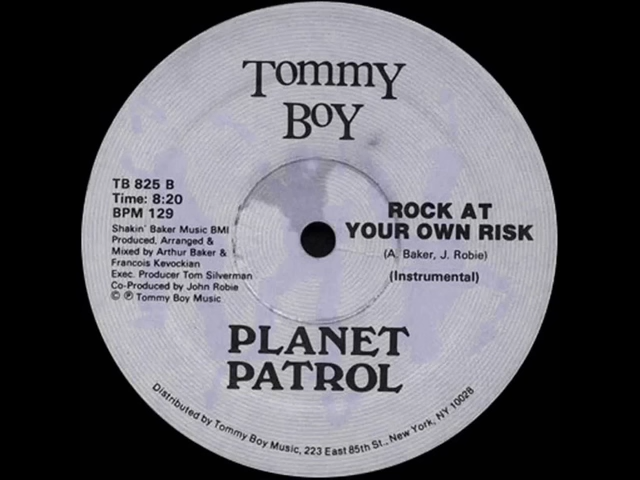 Tommy
Boy
TB 825 B
Time: 8:20
BPM 129
Shakin' Baker Music BMI
Produced, Arranged &
Mixed by Arthur Baker &
Francois Kevockian
Exec. Producer Tom Silverman
Co-Produced by John Robie
© ℗ Tommy Boy Music
ROCK AT
YOUR OWN RISK
(A. Baker, J. Robie)
(Instrumental)
PLANET
PATROL
Distributed by Tommy Boy Music, 223 East 85th St., New York, NY 10028